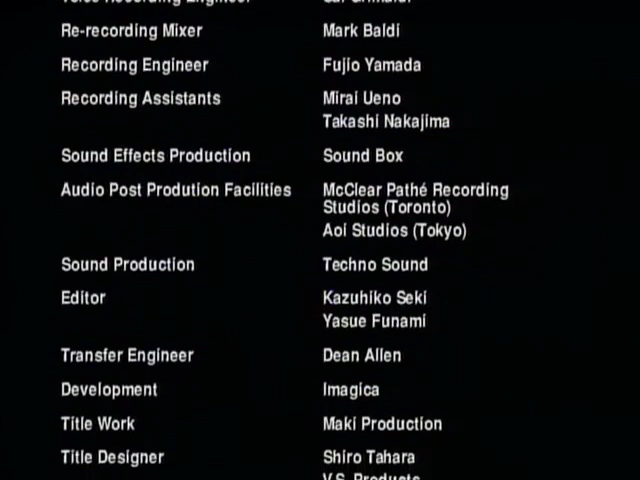 Re-recording Mixer Mark Baldi
Recording Engineer Fujio Yamada
Recording Assistants Mirai Ueno
Takashi Nakajima
Sound Effects Production Sound Box
Audio Post Prodution Facilities McClear Pathé Recording
Studios (Toronto)
Aoi Studios (Tokyo)
Sound Production Techno Sound
Editor Kazuhiko Seki
Yasue Funami
Transfer Engineer Dean Allen
Development Imagica
Title Work Maki Production
Title Designer Shiro Tahara
V.S. Products